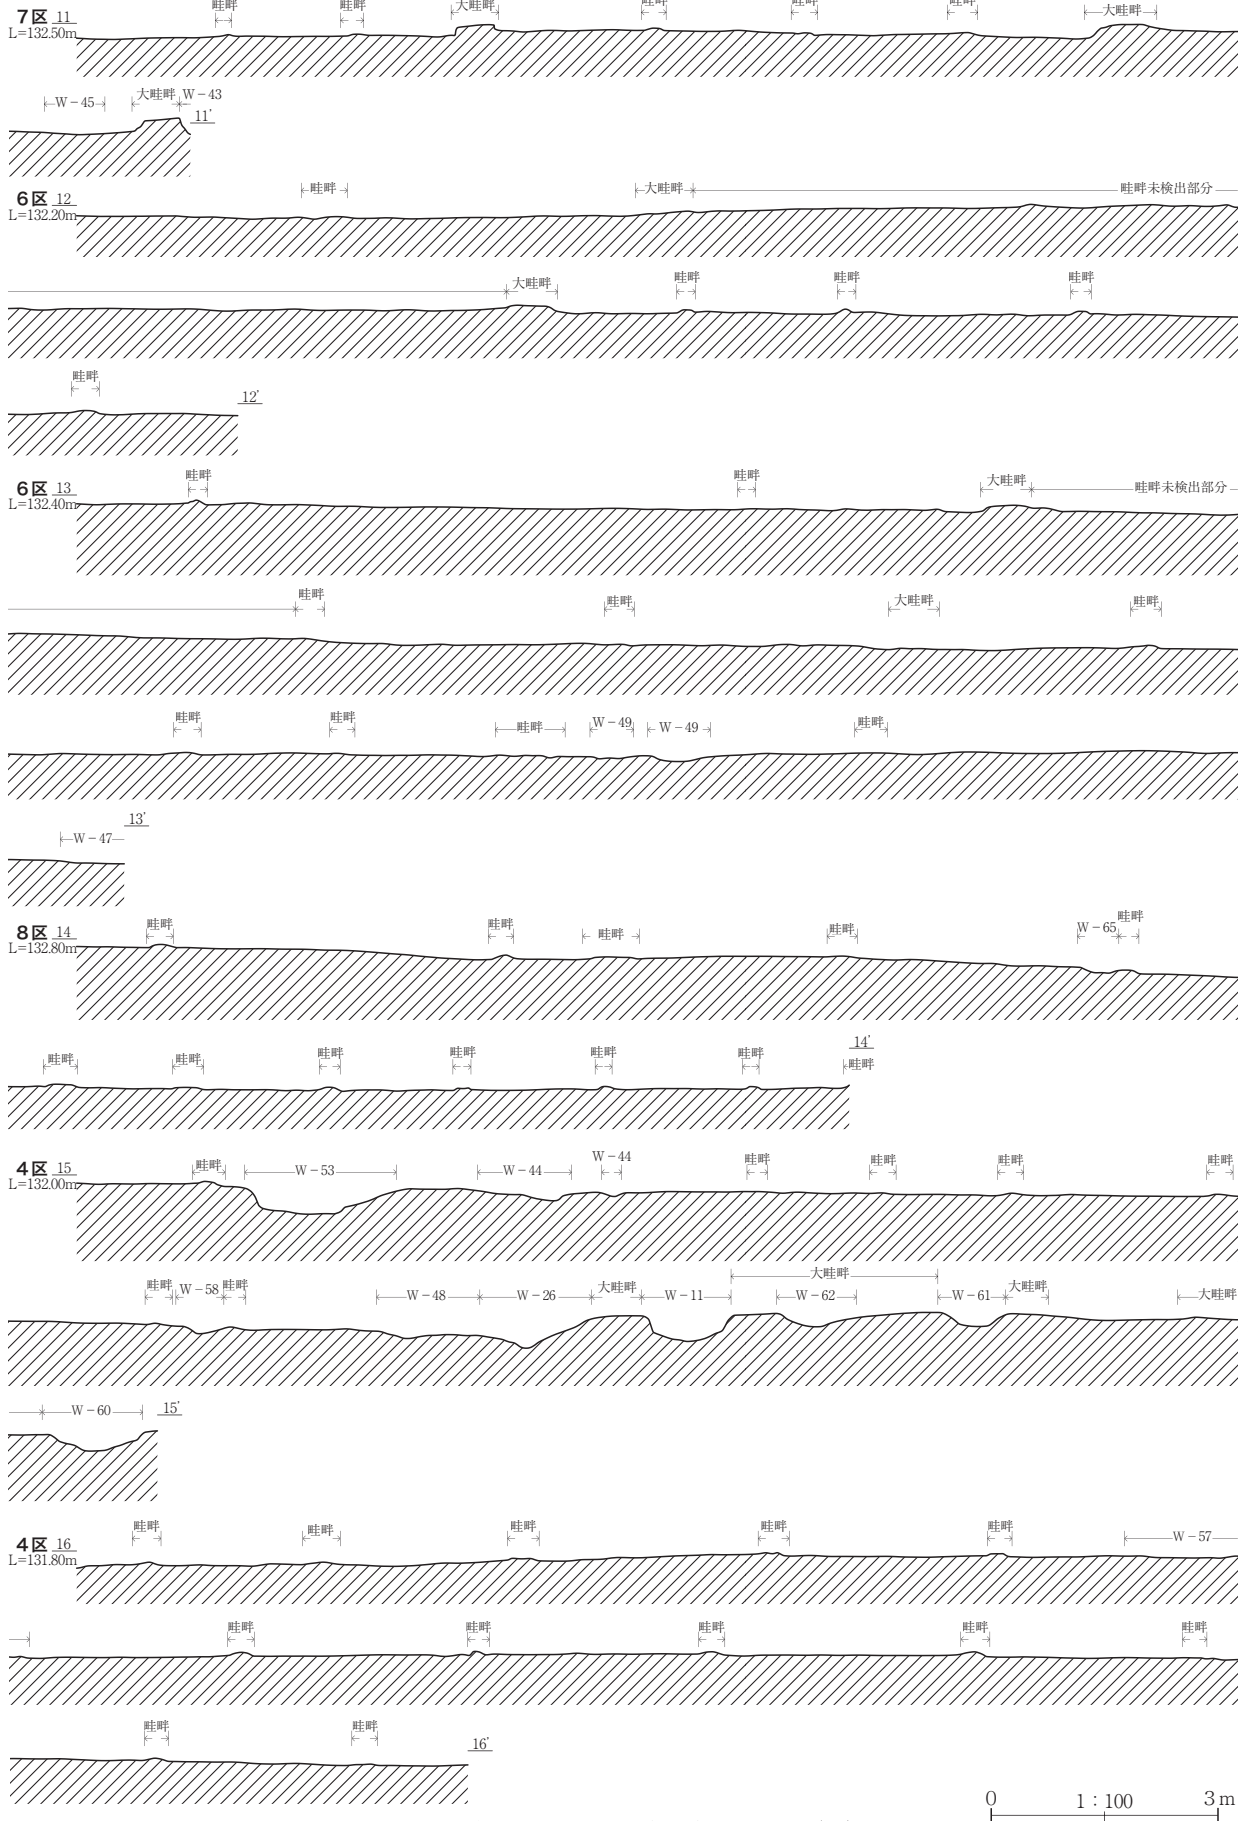 畦畔 畦畔 大畦畔 畦畔 畦畔 畦畔 大畦畔
7区 11
L=132.50m
W-45 大畦畔 W-43
11'
6区 12
L=132.20m
畦畔 大畦畔 畦畔未検出部分
大畦畔 畦畔 畦畔 畦畔
畦畔
12'
6区 13
L=132.40m
畦畔 畦畔 大畦畔 畦畔未検出部分
畦畔 畦畔 大畦畔 畦畔
畦畔 畦畔 畦畔 W-49 W-49 畦畔
13'
W-47
8区 14
L=132.80m
畦畔 畦畔 畦畔 畦畔 W-65 畦畔
14'
畦畔 畦畔 畦畔 畦畔 畦畔 畦畔 畦畔
4区 15
L=132.00m
畦畔 W-53 W-44 W-44 畦畔 畦畔 畦畔 畦畔
大畦畔
畦畔 W-58 畦畔 W-48 W-26 大畦畔 W-11 W-62 W-61 大畦畔 大畦畔
W-60 15'
4区 16
L=131.80m
畦畔 畦畔 畦畔 畦畔 畦畔 W-57
畦畔 畦畔 畦畔 畦畔 畦畔
畦畔 畦畔
16'
0 1:100 3m